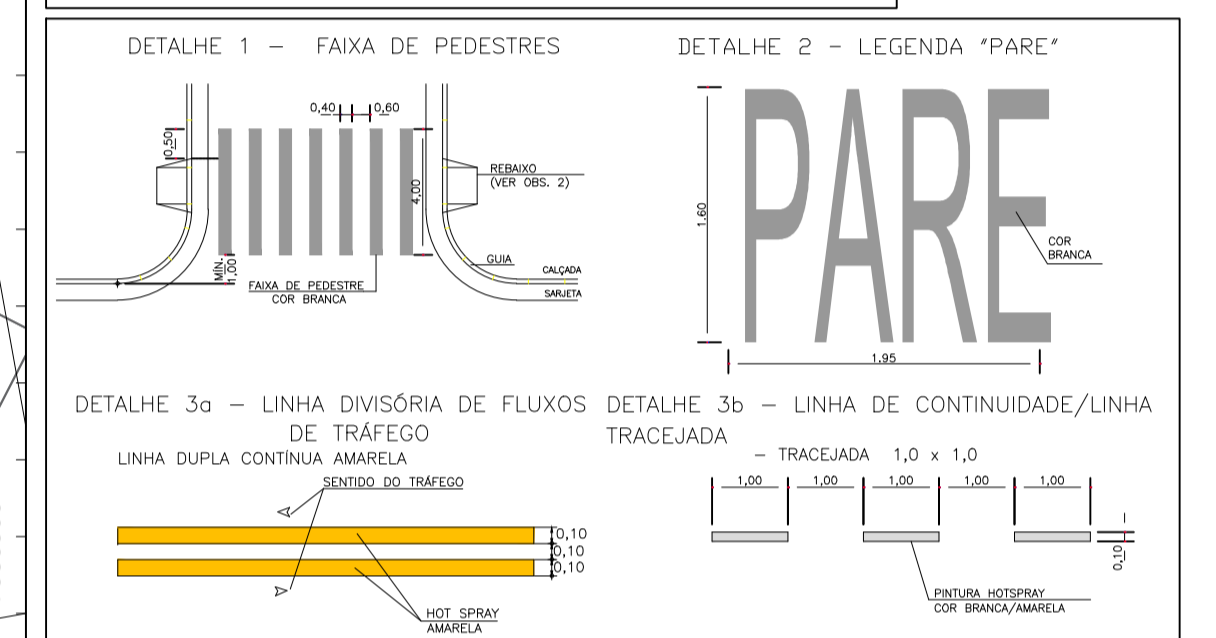 DETALHE 1 – FAIXA DE PEDESTRES
0,40
0,60
0,50
4,00
REBAIXO
(VER OBS. 2)
MÍN.
1,00
FAIXA DE PEDESTRE
COR BRANCA
GUIA
CALÇADA
SARJETA
DETALHE 2 - LEGENDA "PARE"
PARE
1.60
1.95
COR
BRANCA
DETALHE 3a – LINHA DIVISÓRIA DE FLUXOS
DE TRÁFEGO
LINHA DUPLA CONTÍNUA AMARELA
SENTIDO DO TRÁFEGO
0,10
0,10
0,10
HOT SPRAY
AMARELA
DETALHE 3b – LINHA DE CONTINUIDADE/LINHA
TRACEJADA
– TRACEJADA 1,0 x 1,0
1,00 1,00 1,00 1,00 1,00
0,10
PINTURA HOTSPRAY
COR BRANCA/AMARELA